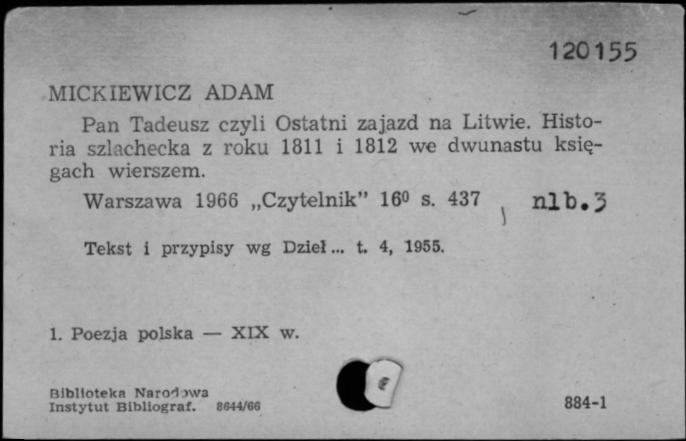 120155
MICKIEWICZ ADAM
Pan Tadeusz czyli Ostatni zajazd na Litwie. Histo-
ria szlachecka z roku 1811 i 1812 we dwunastu księ-
gach wierszem.
Warszawa 1966 „Czytelnik” 16⁰ s. 437 , nlb.3
Tekst i przypisy wg Dzieł... t. 4, 1955.
1. Poezja polska — XIX w.
Biblioteka Narodowa
Instytut Bibliograf. 8644/66
884-1